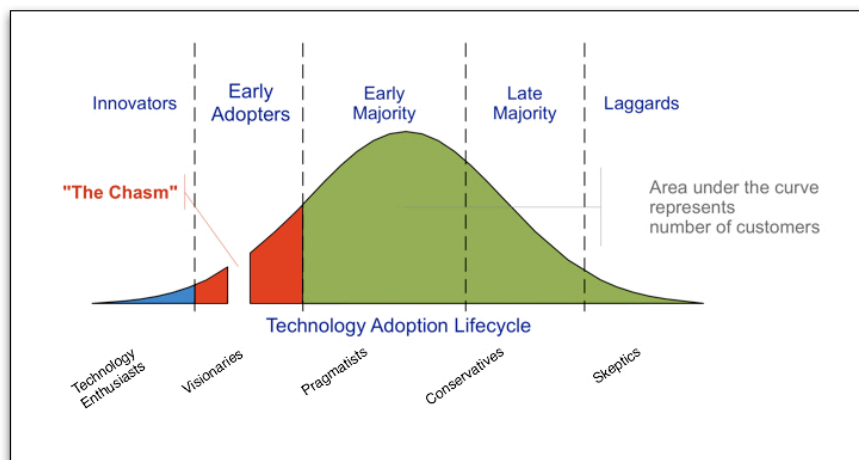 Innovators
Early
Adopters
Early
Majority
Late
Majority
Laggards
"The Chasm"
Area under the curve
represents
number of customers
Technology Adoption Lifecycle
Technology
Enthusiasts
Visionaries
Pragmatists
Conservatives
Skeptics